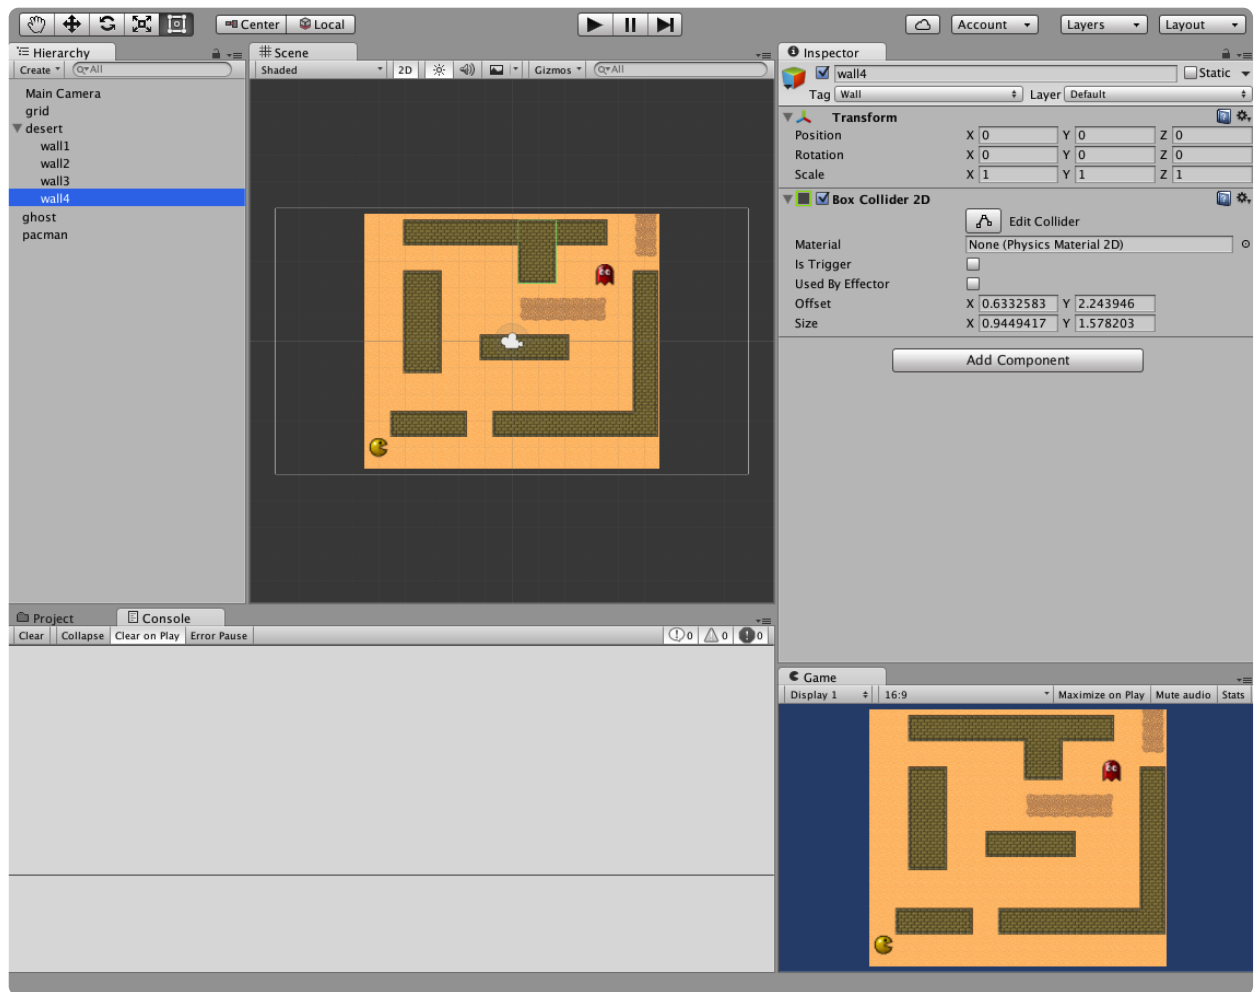 Center Local Account Layers Layout
Hierarchy
Create All
Main Camera
grid
desert
wall1
wall2
wall3
wall4
ghost
pacman
Scene
Shaded 2D Gizmos All
Project Console
Clear Collapse Clear on Play Error Pause 0 0 0
Inspector
wall4 Static
Tag Wall Layer Default
Transform
Position X 0 Y 0 Z 0
Rotation X 0 Y 0 Z 0
Scale X 1 Y 1 Z 1
Box Collider 2D
Edit Collider
Material None (Physics Material 2D)
Is Trigger
Used By Effector
Offset X 0.6332583 Y 2.243946
Size X 0.9449417 Y 1.578203
Add Component
Game
Display 1 16:9 Maximize on Play Mute audio Stats